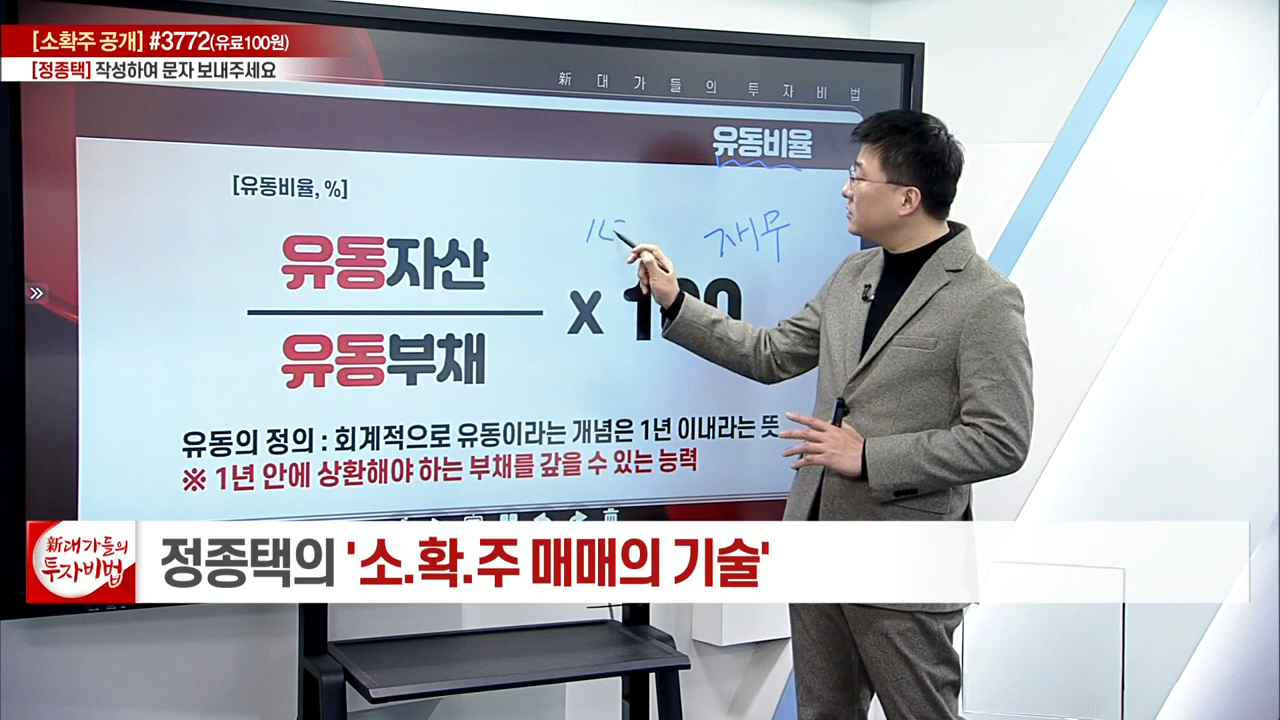 [소확주 공개] #3772(유료100원)
[정종택] 작성하여 문자 보내주세요
新 대 가 들 의 투 자 비 법
유동비율
[유동비율, %]
재무
유동자산
유동부채
x
유동의 정의 : 회계적으로 유동이라는 개념은 1년 이내라는 뜻
※ 1년 안에 상환해야 하는 부채를 갚을 수 있는 능력
新대가들의
투자비법
정종택의 '소.확.주 매매의 기술'